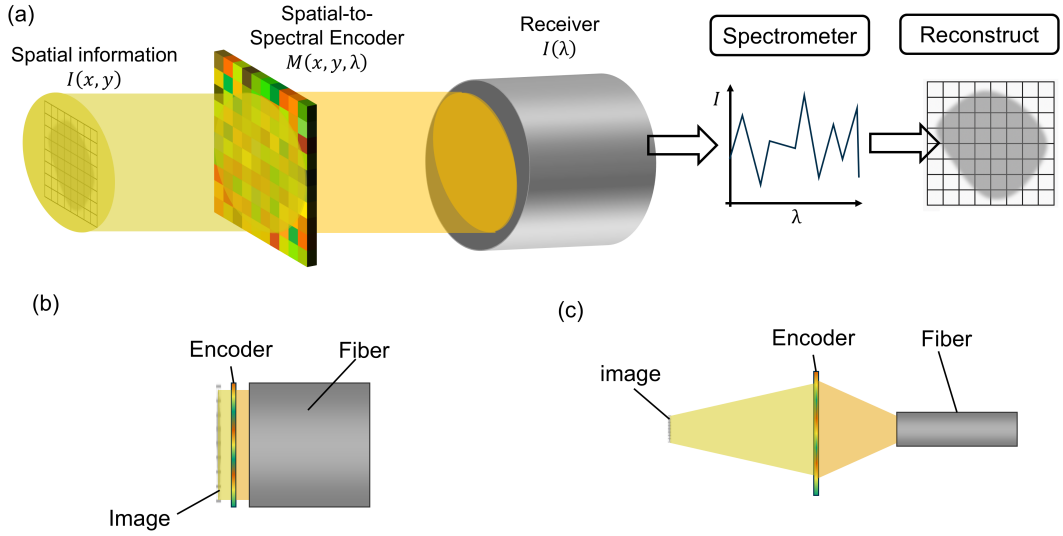 (a)
Spatial information
I(x, y)
Spatial-to-
Spectral Encoder
M(x, y, λ)
Receiver
I(λ)
Spectrometer
Reconstruct
I
λ
(b)
Encoder
Fiber
Image
(c)
Encoder
Fiber
image